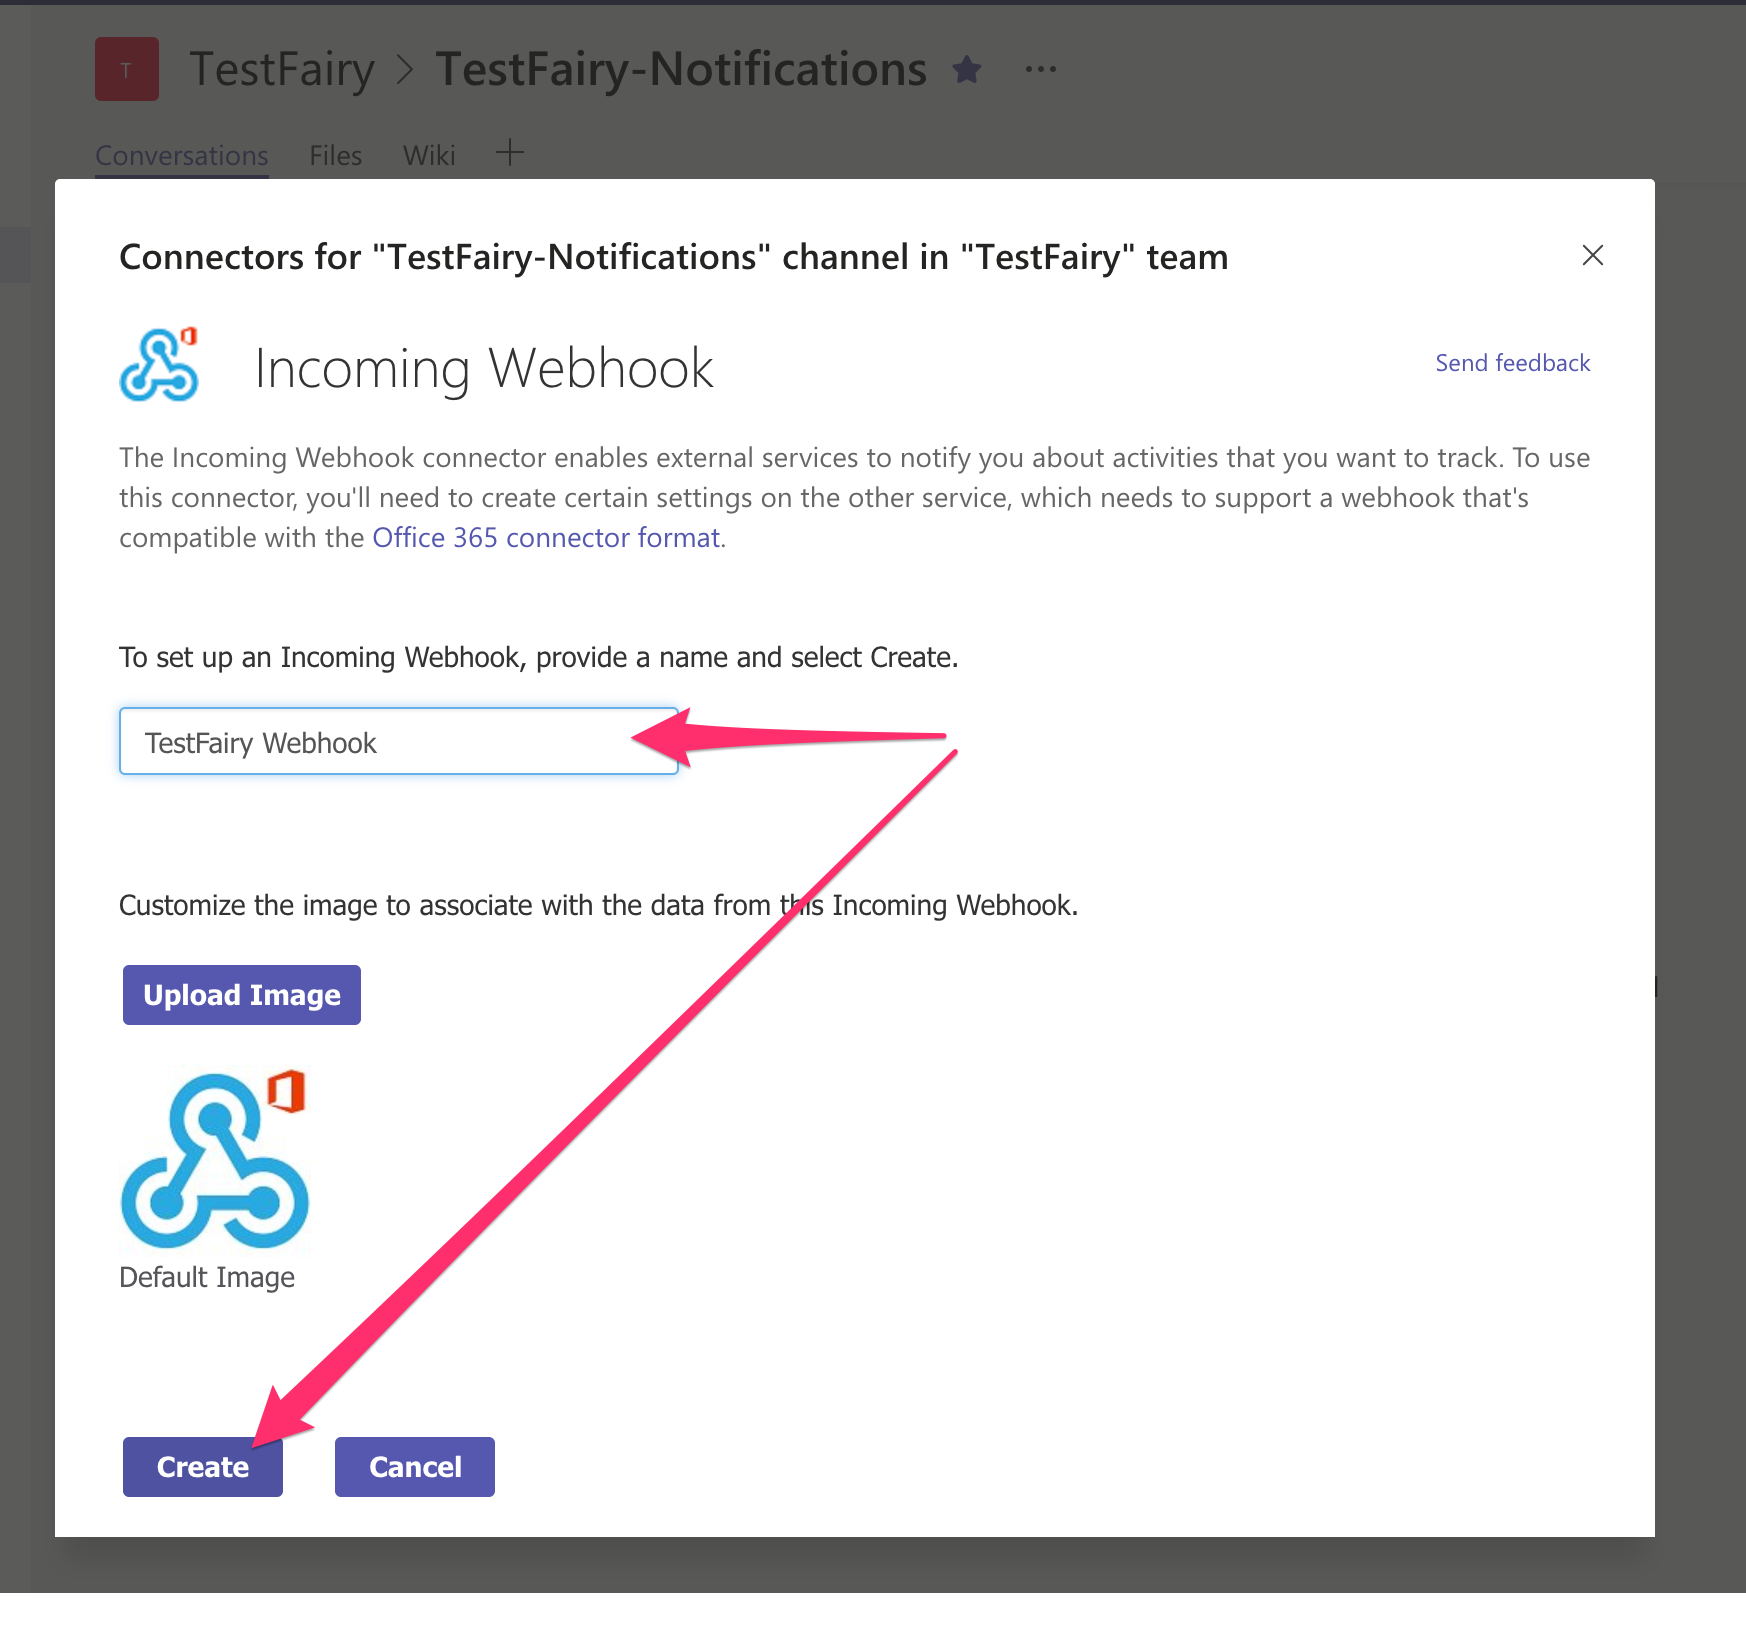 T TestFairy > TestFairy-Notifications ...
Conversations Files Wiki +
Connectors for "TestFairy-Notifications" channel in "TestFairy" team
Incoming Webhook
Send feedback
The Incoming Webhook connector enables external services to notify you about activities that you want to track. To use
this connector, you'll need to create certain settings on the other service, which needs to support a webhook that's
compatible with the Office 365 connector format.
To set up an Incoming Webhook, provide a name and select Create.
TestFairy Webhook
Customize the image to associate with the data from this Incoming Webhook.
Upload Image
Default Image
Create Cancel